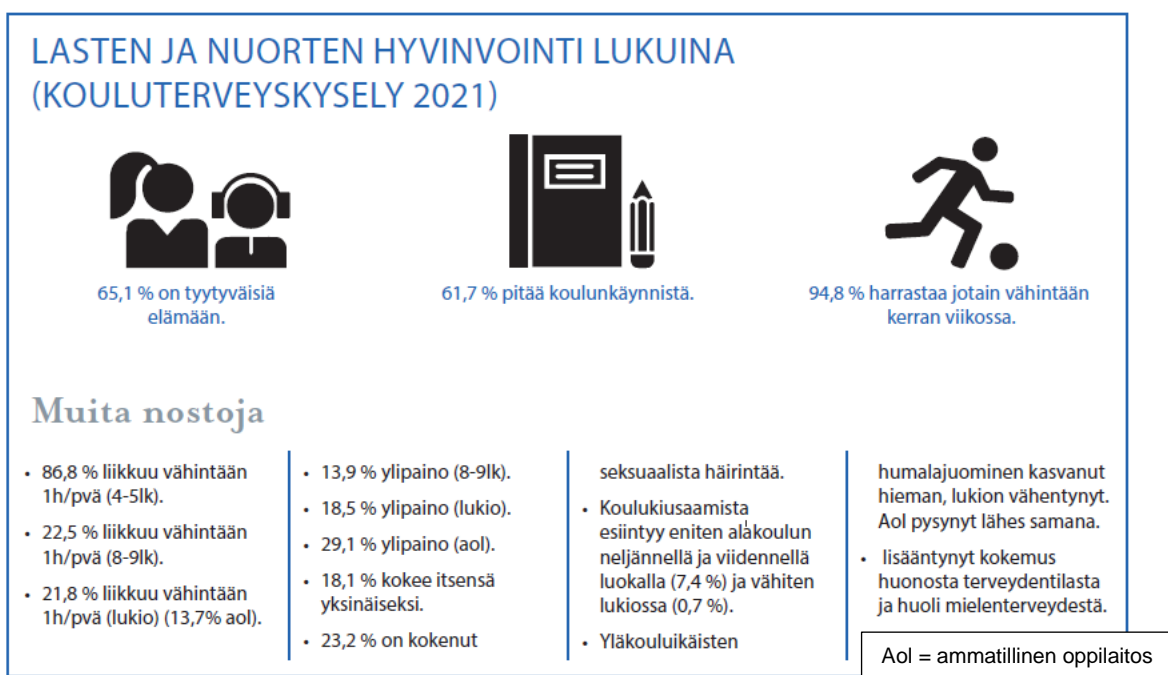 LASTEN JA NUORTEN HYVINVOINTI LUKUINA
(KOULUTERVEYSKYSELY 2021)
65,1 % on tyytyväisiä
elämään.
61,7 % pitää koulunkäynnistä.
94,8 % harrastaa jotain vähintään
kerran viikossa.
Muita nostoja
• 86,8 % liikkuu vähintään
1h/pvä (4-5lk).
• 22,5 % liikkuu vähintään
1h/pvä (8-9lk).
• 21,8 % liikkuu vähintään
1h/pvä (lukio) (13,7% aol).
• 13,9 % ylipaino (8-9lk).
• 18,5 % ylipaino (lukio).
• 29,1 % ylipaino (aol).
• 18,1 % kokee itsensä
yksinäiseksi.
• 23,2 % on kokenut
seksuaalista häirintää.
• Koulukiusaamista
esiintyy eniten alakoulun
neljännellä ja viidennellä
luokalla (7,4 %) ja vähiten
lukiossa (0,7 %).
• Yläkouluikäisten
humalajuominen kasvanut
hieman, lukion vähentynyt.
Aol pysynyt lähes samana.
• lisääntynyt kokemus
huonosta terveydentilasta
ja huoli mielenterveydestä.
Aol = ammatillinen oppilaitos